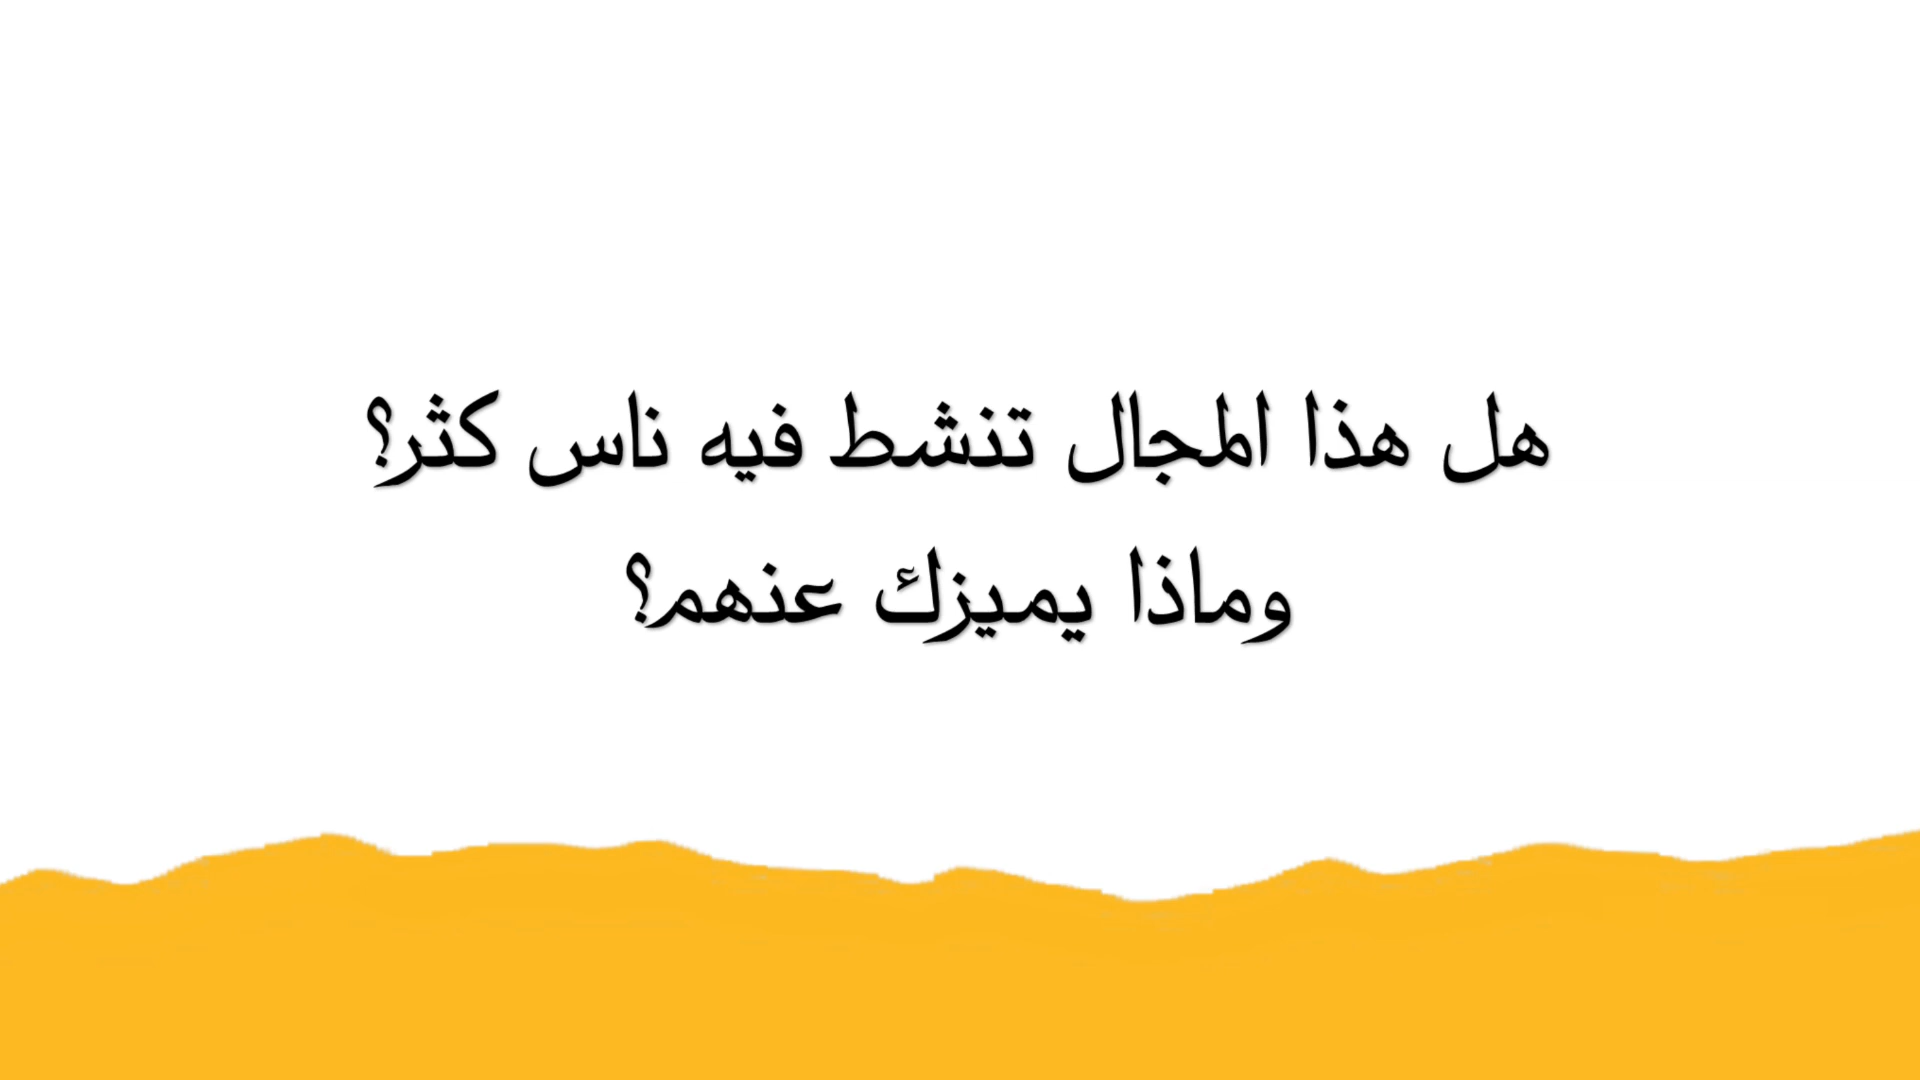 هل هذا المجال تنشط فيه ناس كثر؟
وماذا يميزك عنهم؟